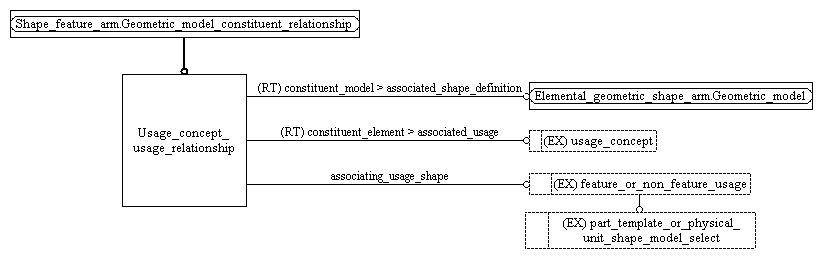 Shape_feature_arm.Geometric_model_constituent_relationship
(RT) constituent_model > associated_shape_definition
Elemental_geometric_shape_arm.Geometric_model
Usage_concept_
usage_relationship
(RT) constituent_element > associated_usage
(EX) usage_concept
associating_usage_shape
(EX) feature_or_non_feature_usage
(EX) part_template_or_physical_
unit_shape_model_select